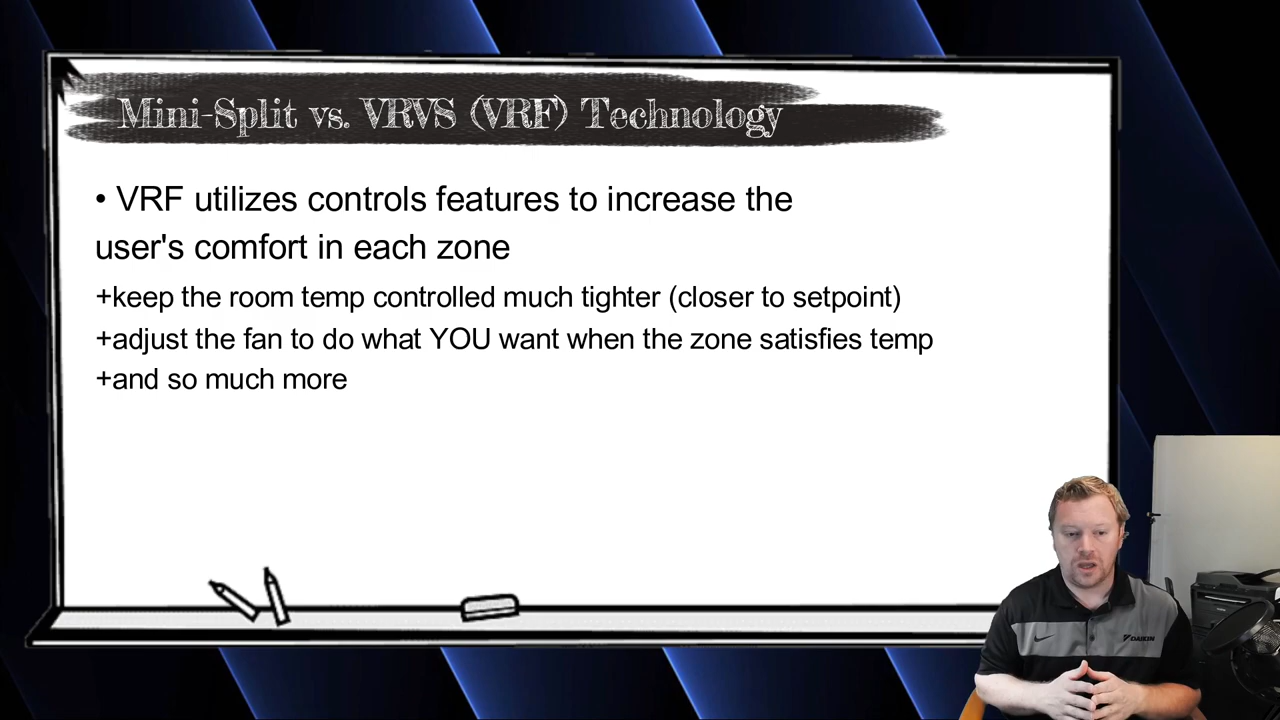 Mini-Split vs. VRVS (VRF) Technology
• VRF utilizes controls features to increase the
user's comfort in each zone
+keep the room temp controlled much tighter (closer to setpoint)
+adjust the fan to do what YOU want when the zone satisfies temp
+and so much more
DAIKIN